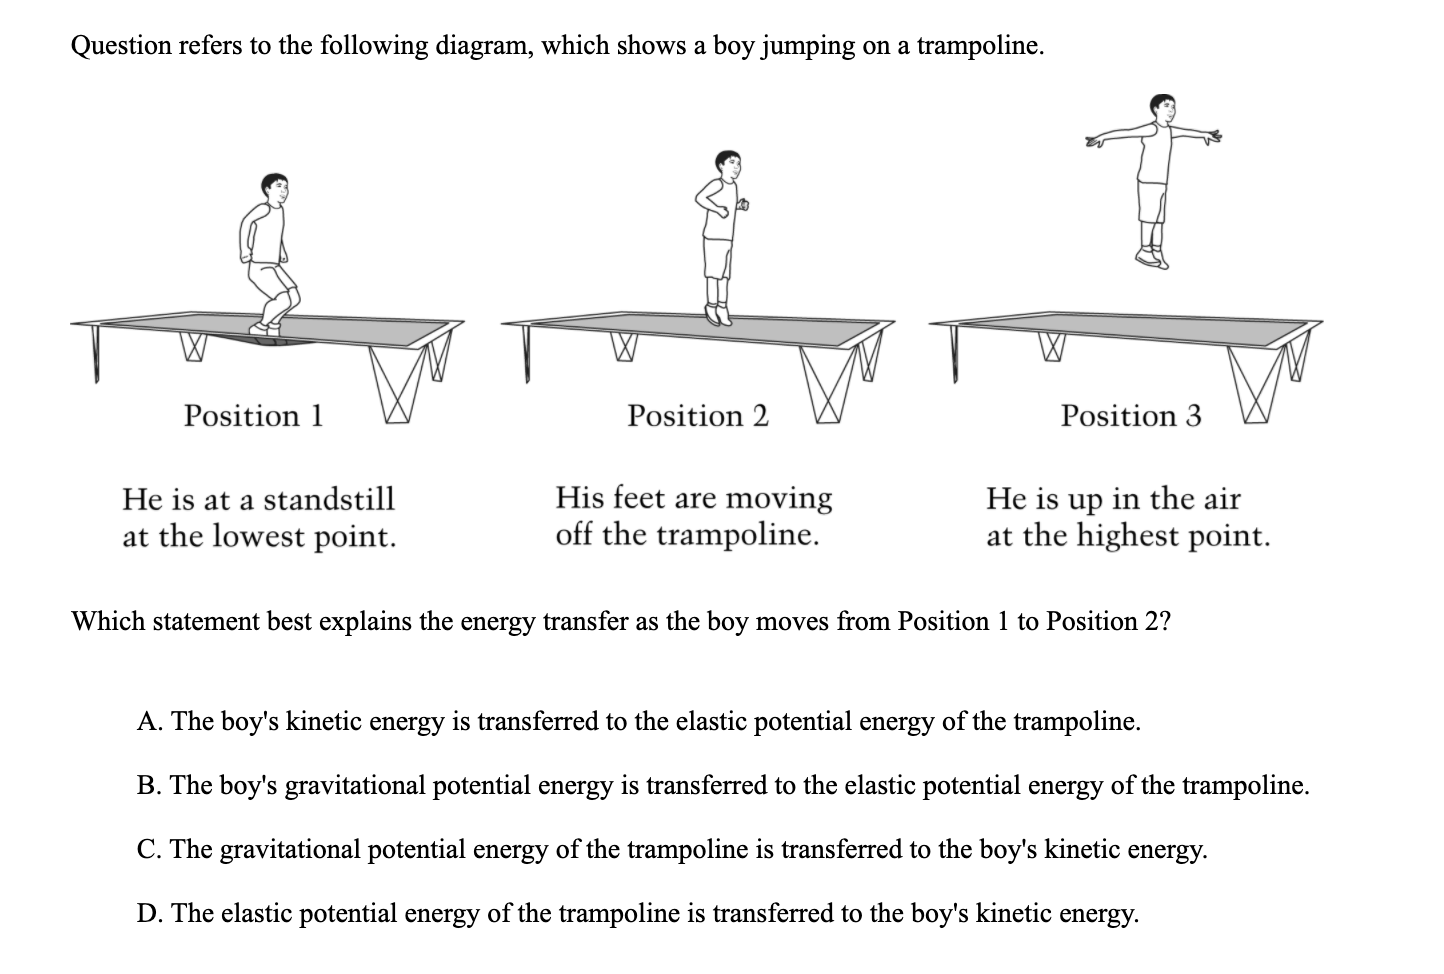 Question refers to the following diagram, which shows a boy jumping on a trampoline.
Position 1
Position 2
Position 3
He is at a standstill
at the lowest point.
His feet are moving
off the trampoline.
He is up in the air
at the highest point.
Which statement best explains the energy transfer as the boy moves from Position 1 to Position 2?
A. The boy's kinetic energy is transferred to the elastic potential energy of the trampoline.
B. The boy's gravitational potential energy is transferred to the elastic potential energy of the trampoline.
C. The gravitational potential energy of the trampoline is transferred to the boy's kinetic energy.
D. The elastic potential energy of the trampoline is transferred to the boy's kinetic energy.